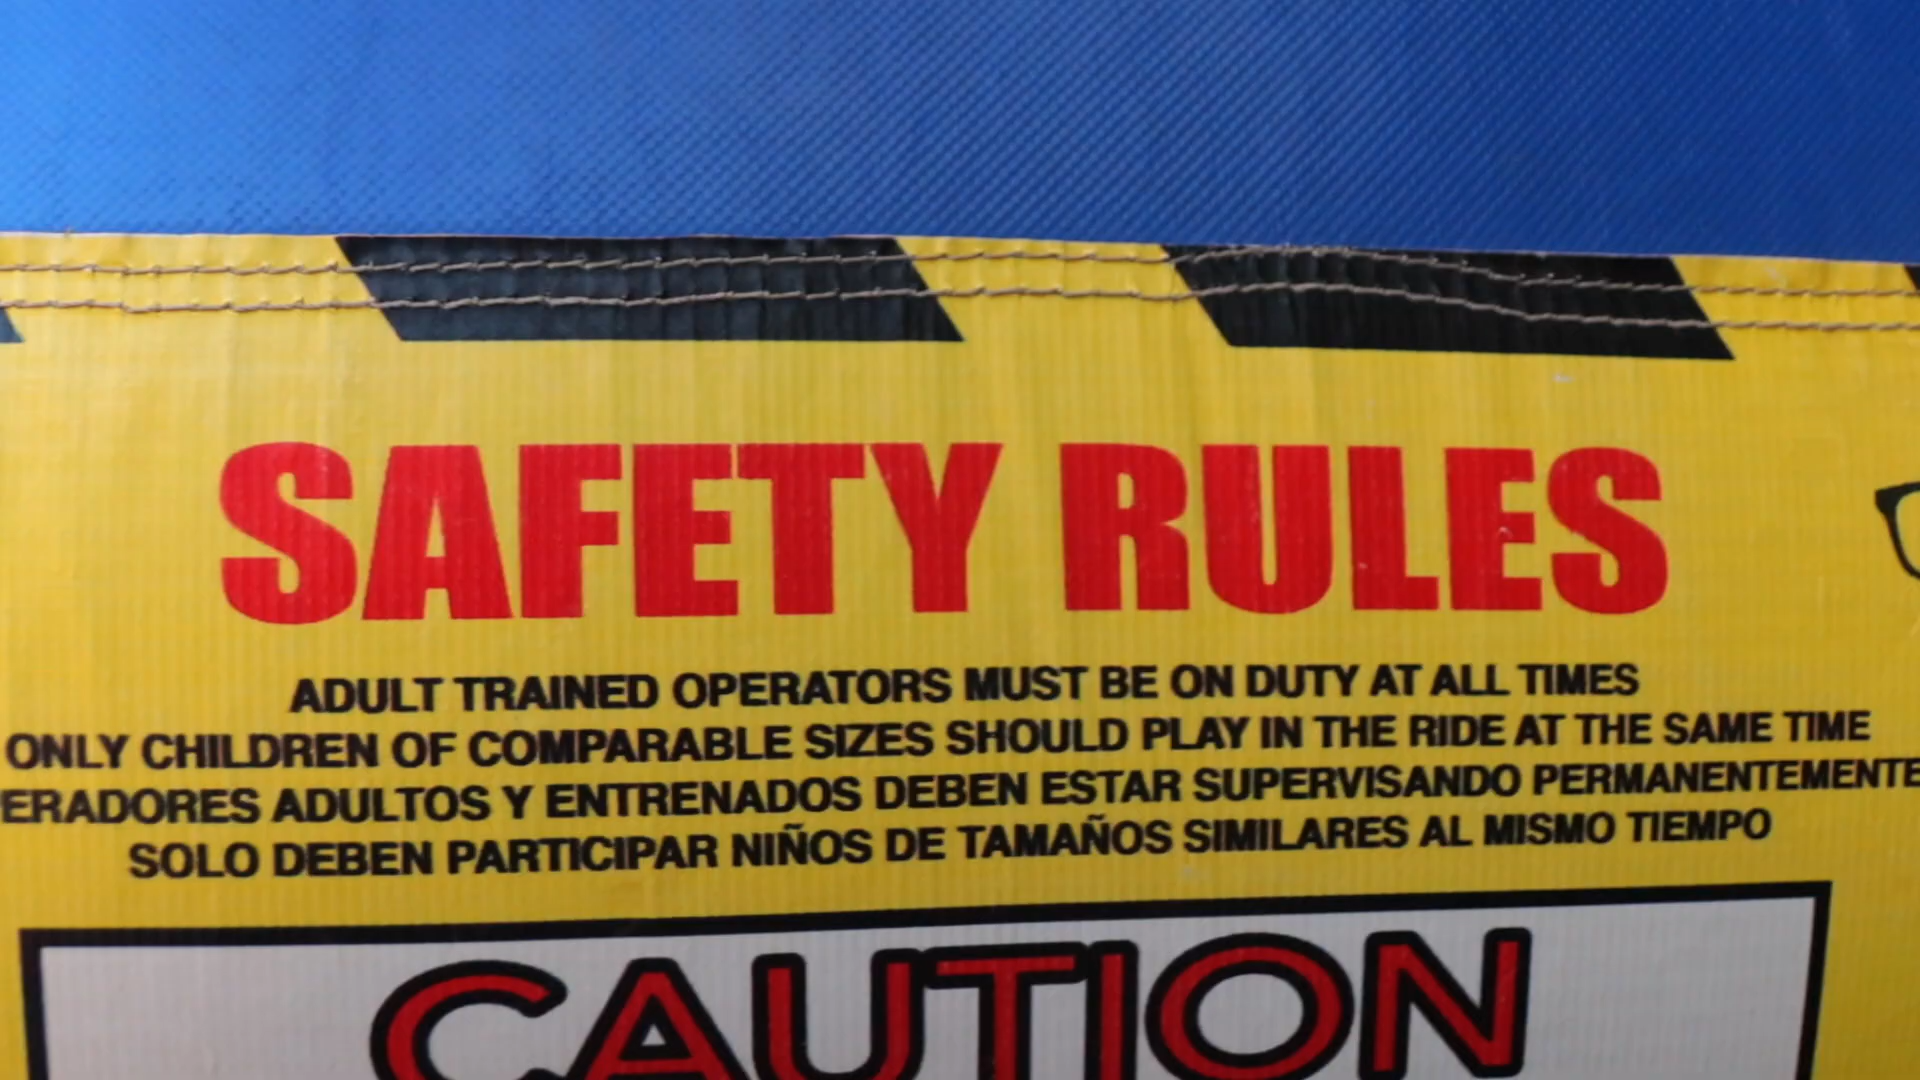 SAFETY RULES
ADULT TRAINED OPERATORS MUST BE ON DUTY AT ALL TIMES
ONLY CHILDREN OF COMPARABLE SIZES SHOULD PLAY IN THE RIDE AT THE SAME TIME
ERADORES ADULTOS Y ENTRENADOS DEBEN ESTAR SUPERVISANDO PERMANENTEMENTE
SOLO DEBEN PARTICIPAR NIÑOS DE TAMAÑOS SIMILARES AL MISMO TIEMPO
CAUTION